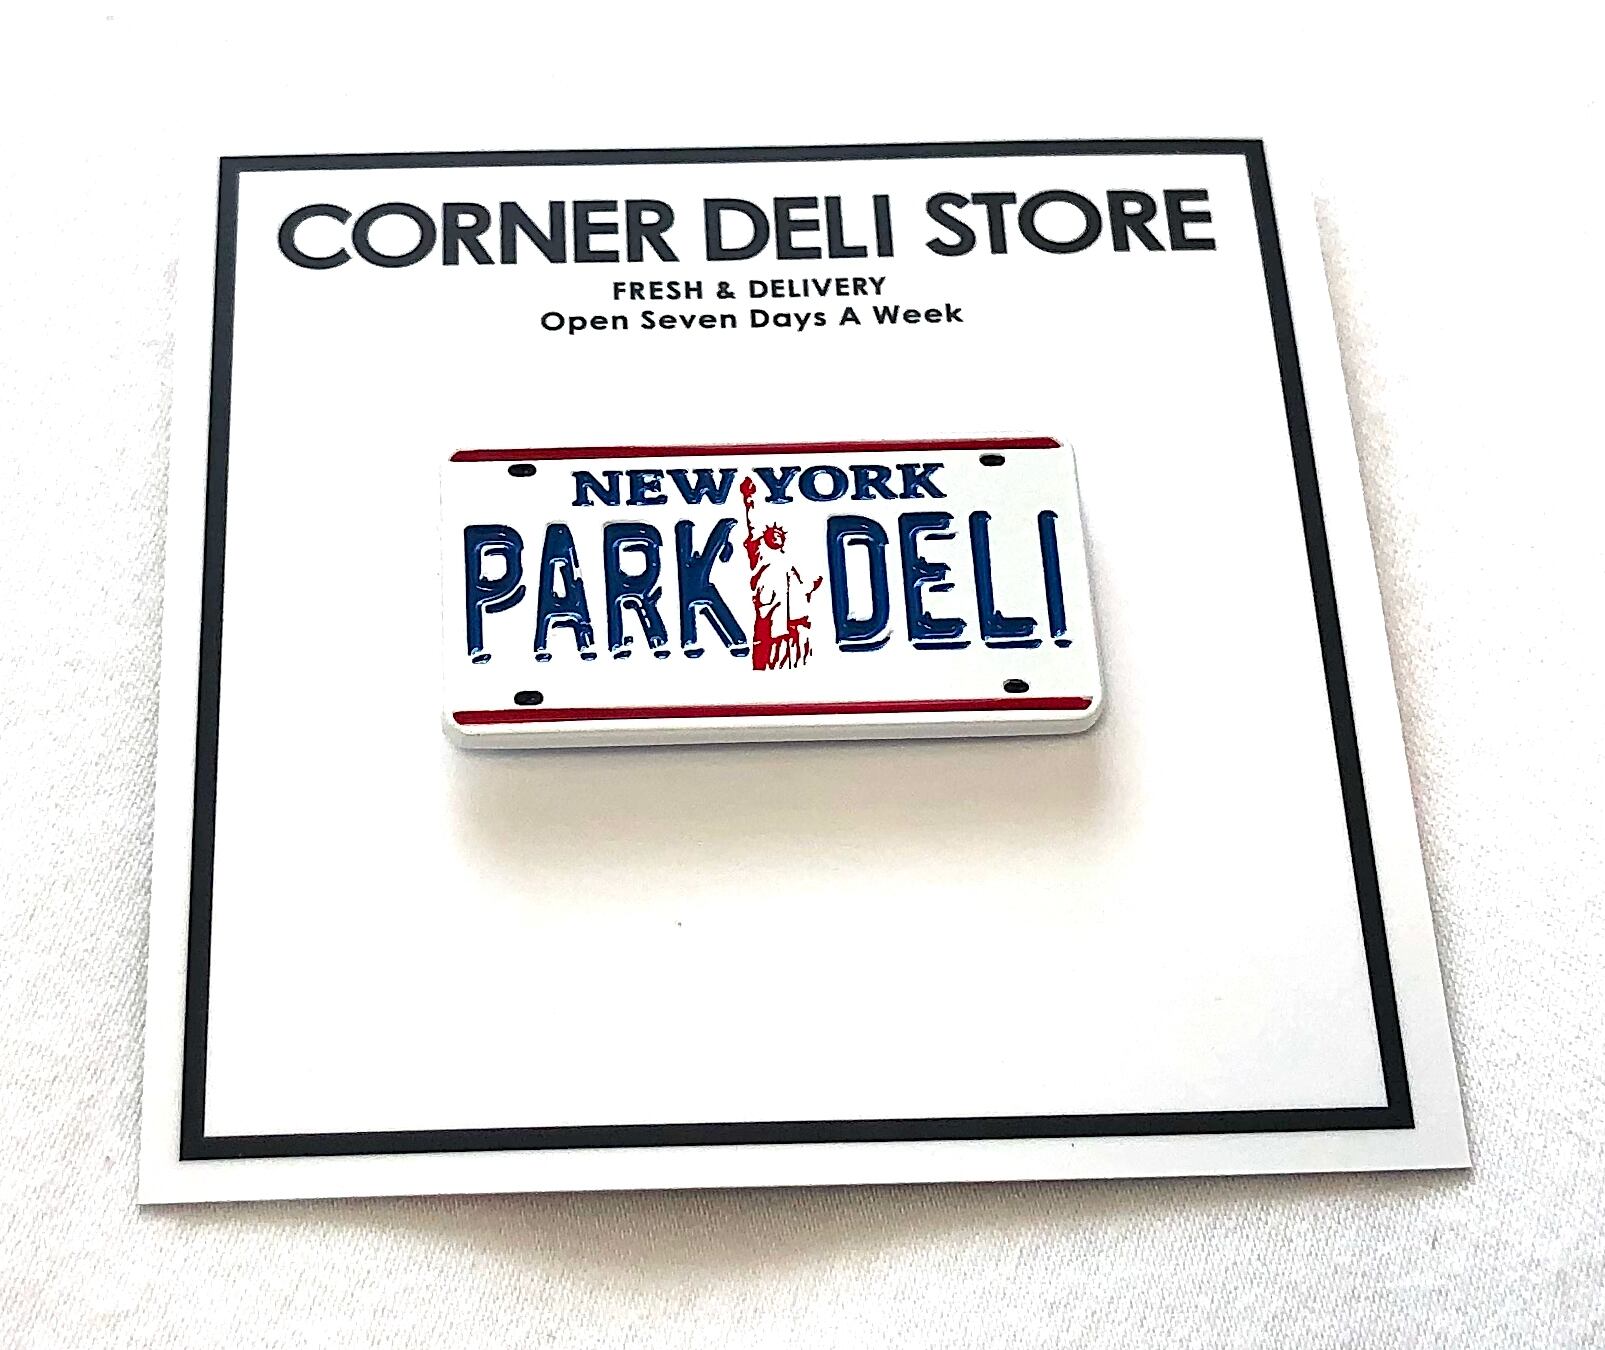 CORNER DELI STORE
FRESH & DELIVERY
Open Seven Days A Week
NEW YORK
PARK DELI